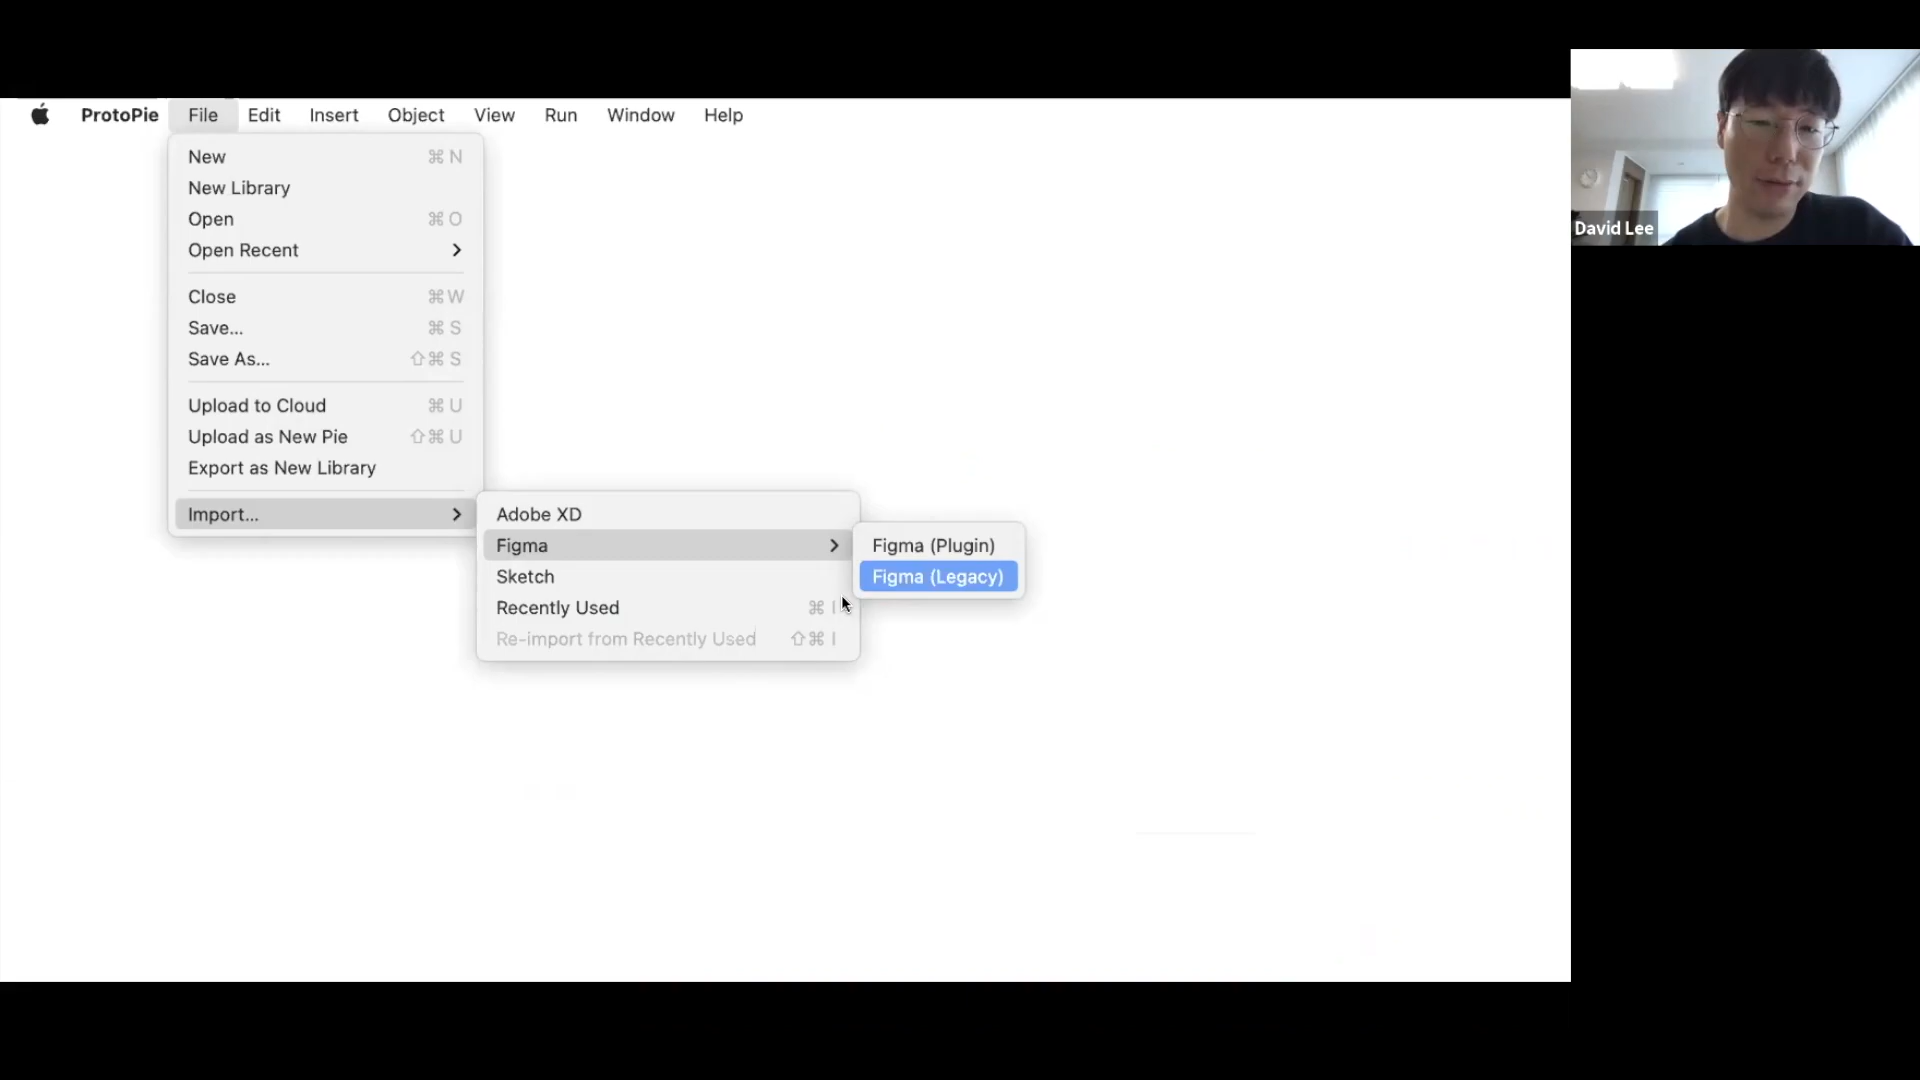 ProtoPie File Edit Insert Object View Run Window Help
New ⌘ N
New Library
Open ⌘ O
Open Recent
Close ⌘ W
Save... ⌘ S
Save As... ⇧⌘ S
Upload to Cloud ⌘ U
Upload as New Pie ⇧⌘ U
Export as New Library
Import...
Adobe XD
Figma
Sketch
Recently Used ⌘ I
Re-import from Recently Used ⇧⌘ I
Figma (Plugin)
Figma (Legacy)
David Lee